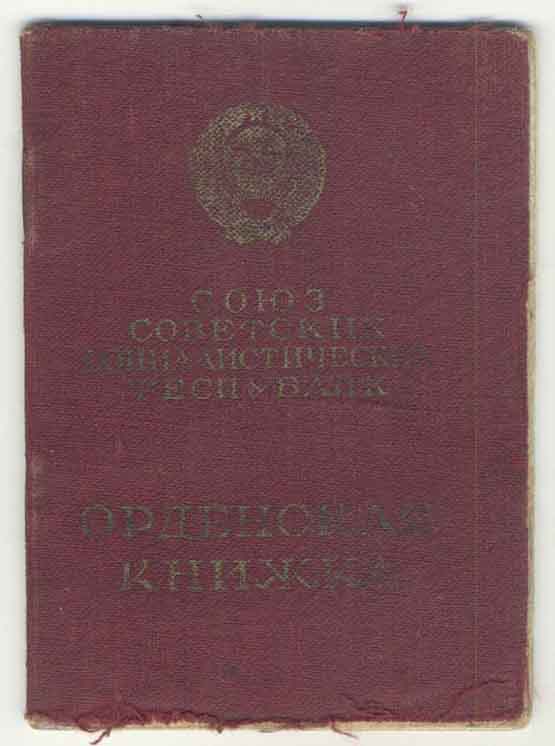 СОЮЗ
СОВЕТСКИХ
СОЦИАЛИСТИЧЕСКИХ
РЕСПУБЛИК
ОРДЕНСКАЯ
КНИЖКА